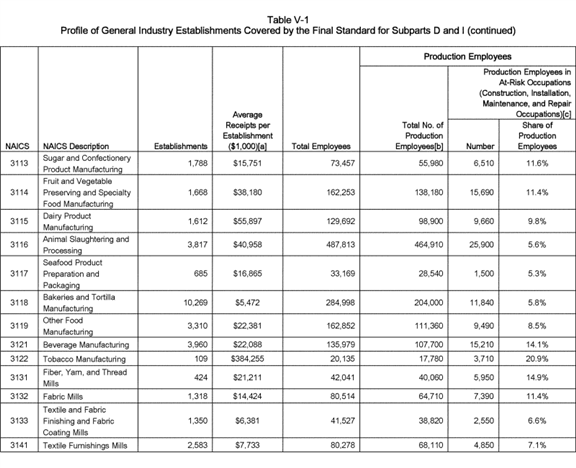 Table V-1
Profile of General Industry Establishments Covered by the Final Standard for Subparts D and I (continued)
Production Employees
Production Employees in
At-Risk Occupations
(Construction, Installation,
Maintenance, and Repair
Occupations)[c]
NAICS NAICS Description Establishments Average Receipts per Establishment ($1,000)[a] Total Employees Total No. of Production Employees[b] Number Share of Production Employees
3113 Sugar and Confectionery Product Manufacturing 1,788 $15,751 73,457 55,980 6,510 11.6%
3114 Fruit and Vegetable Preserving and Specialty Food Manufacturing 1,668 $38,180 162,253 138,180 15,690 11.4%
3115 Dairy Product Manufacturing 1,612 $55,897 129,692 98,900 9,660 9.8%
3116 Animal Slaughtering and Processing 3,817 $40,958 487,813 464,910 25,900 5.6%
3117 Seafood Product Preparation and Packaging 685 $16,865 33,169 28,540 1,500 5.3%
3118 Bakeries and Tortilla Manufacturing 10,269 $5,472 284,998 204,000 11,840 5.8%
3119 Other Food Manufacturing 3,310 $22,381 162,852 111,360 9,490 8.5%
3121 Beverage Manufacturing 3,960 $22,088 135,979 107,700 15,210 14.1%
3122 Tobacco Manufacturing 109 $384,255 20,135 17,780 3,710 20.9%
3131 Fiber, Yarn, and Thread Mills 424 $21,211 42,041 40,060 5,950 14.9%
3132 Fabric Mills 1,318 $14,424 80,514 64,710 7,390 11.4%
3133 Textile and Fabric Finishing and Fabric Coating Mills 1,350 $6,381 41,527 38,820 2,550 6.6%
3141 Textile Furnishings Mills 2,583 $7,733 80,278 68,110 4,850 7.1%